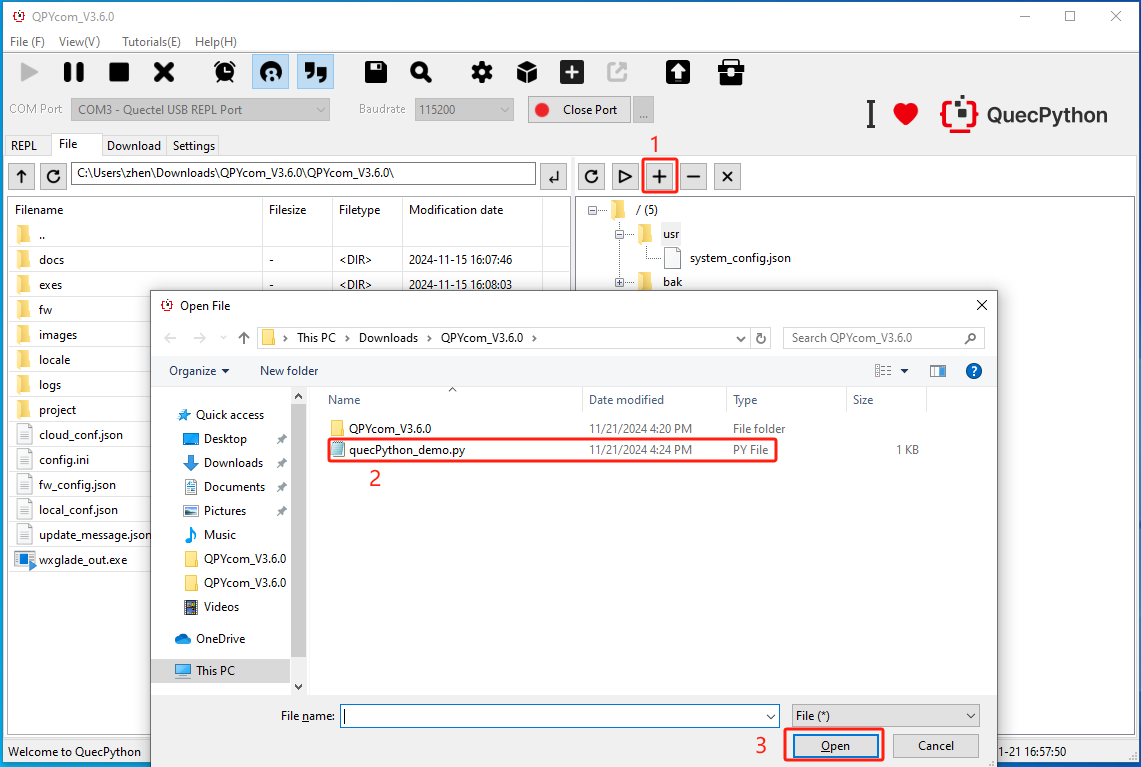 QPYcom_V3.6.0
File (F) View(V) Tutorials(E) Help(H)
COM Port COM3 - Quectel USB REPL Port Baudrate 115200 Close Port ...
I QuecPython
REPL File Download Settings
1
C:\Users\zhen\Downloads\QPYcom_V3.6.0\QPYcom_V3.6.0\
Filename Filesize Filetype Modification date
..
docs - <DIR> 2024-11-15 16:07:46
exes - <DIR> 2024-11-15 16:08:03
fw
images
locale
logs
project
cloud_conf.json
config.ini
fw_config.json
local_conf.json
update_message.json
wxglade_out.exe
/ (5)
usr
system_config.json
bak
Open File
This PC > Downloads > QPYcom_V3.6.0 >
Search QPYcom_V3.6.0
Organize New folder
Quick access
Desktop
Downloads
Documents
Pictures
Music
QPYcom_V3.6.0
QPYcom_V3.6.0
Videos
OneDrive
This PC
Name Date modified Type Size
QPYcom_V3.6.0 11/21/2024 4:20 PM File folder
quecPython_demo.py 11/21/2024 4:24 PM PY File 1 KB
2
File name: File (*)
3 Open Cancel
Welcome to QuecPython
1-21 16:57:50